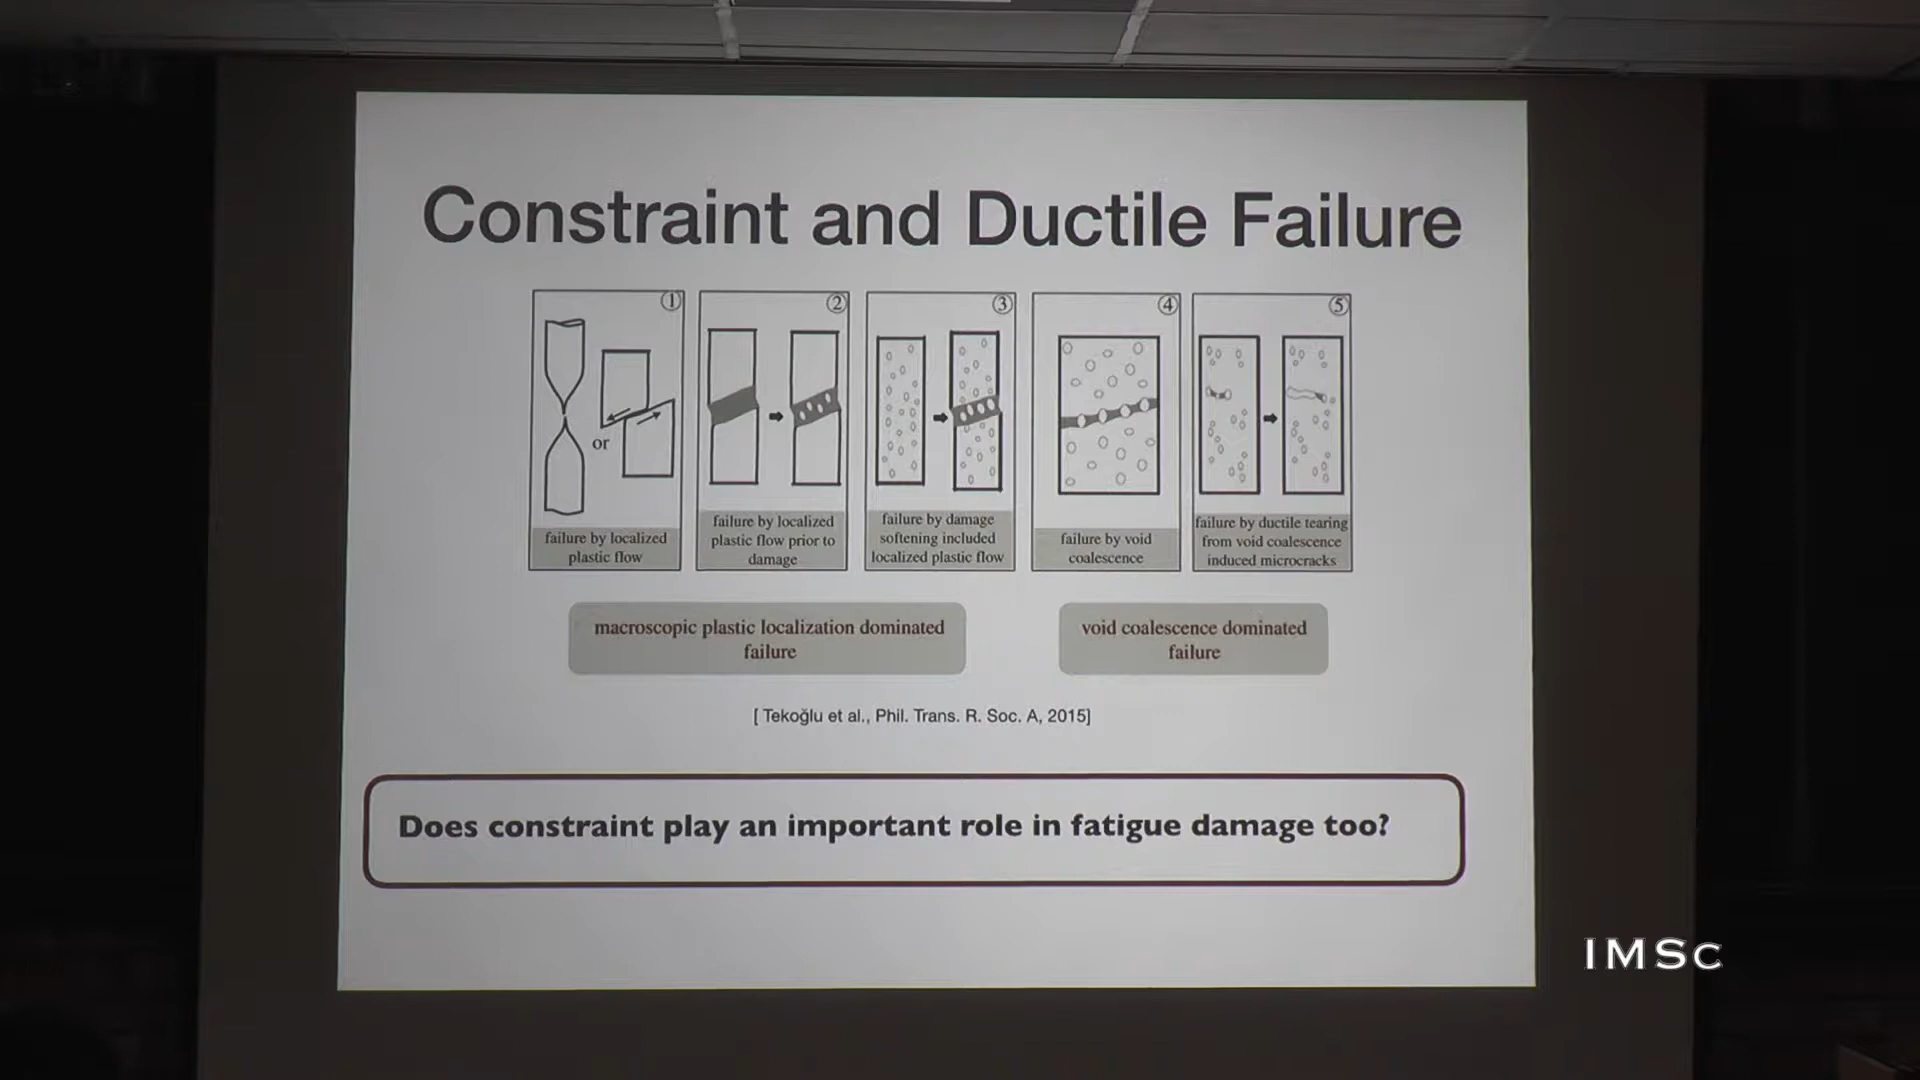 Constraint and Ductile Failure
①
②
③
④
⑤
or
failure by localized
plastic flow
failure by localized
plastic flow prior to
damage
failure by damage
softening included
localized plastic flow
failure by void
coalescence
failure by ductile tearing
from void coalescence
induced microcracks
macroscopic plastic localization dominated
failure
void coalescence dominated
failure
[ Tekoğlu et al., Phil. Trans. R. Soc. A, 2015]
Does constraint play an important role in fatigue damage too?
IMSc